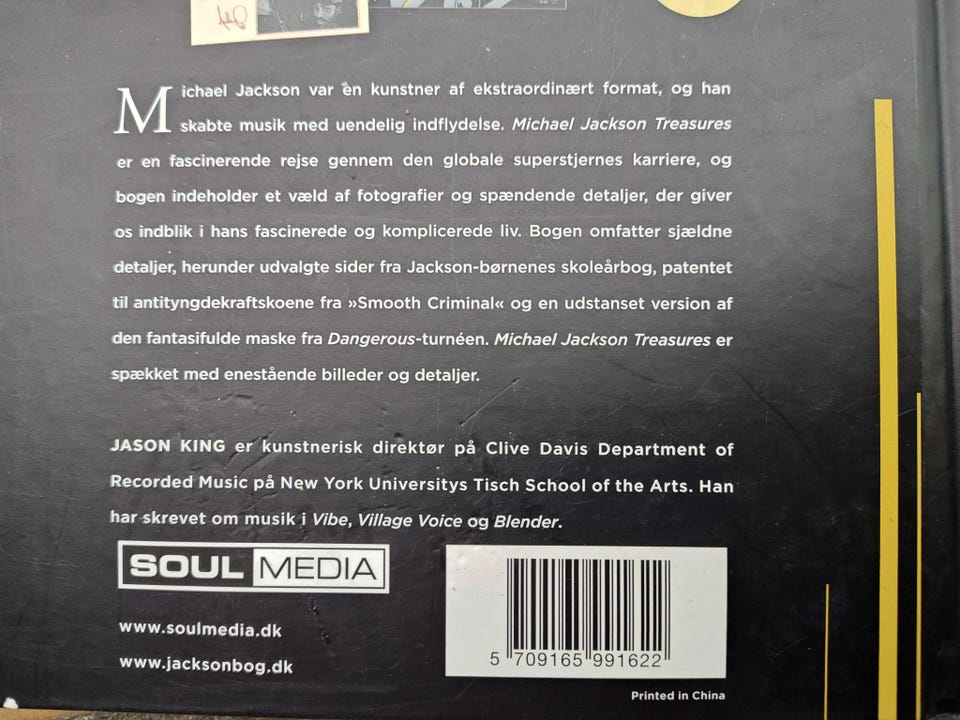 Michael Jackson var en kunstner af ekstraordinært format, og han
skabte musik med uendelig indflydelse. Michael Jackson Treasures
er en fascinerende rejse gennem den globale superstjernes karriere, og
bogen indeholder et væld af fotografier og spændende detaljer, der giver
os indblik i hans fascinerede og komplicerede liv. Bogen omfatter sjældne
detaljer, herunder udvalgte sider fra Jackson-børnenes skoleårbog, patentet
til antityngdekraftskoene fra »Smooth Criminal« og en udstanset version af
den fantasifulde maske fra Dangerous-turnéen. Michael Jackson Treasures er
spækket med enestående billeder og detaljer.
JASON KING er kunstnerisk direktør på Clive Davis Department of
Recorded Music på New York Universitys Tisch School of the Arts. Han
har skrevet om musik i Vibe, Village Voice og Blender.
SOUL MEDIA
www.soulmedia.dk
www.jacksonbog.dk
5 709165 991622
Printed in China